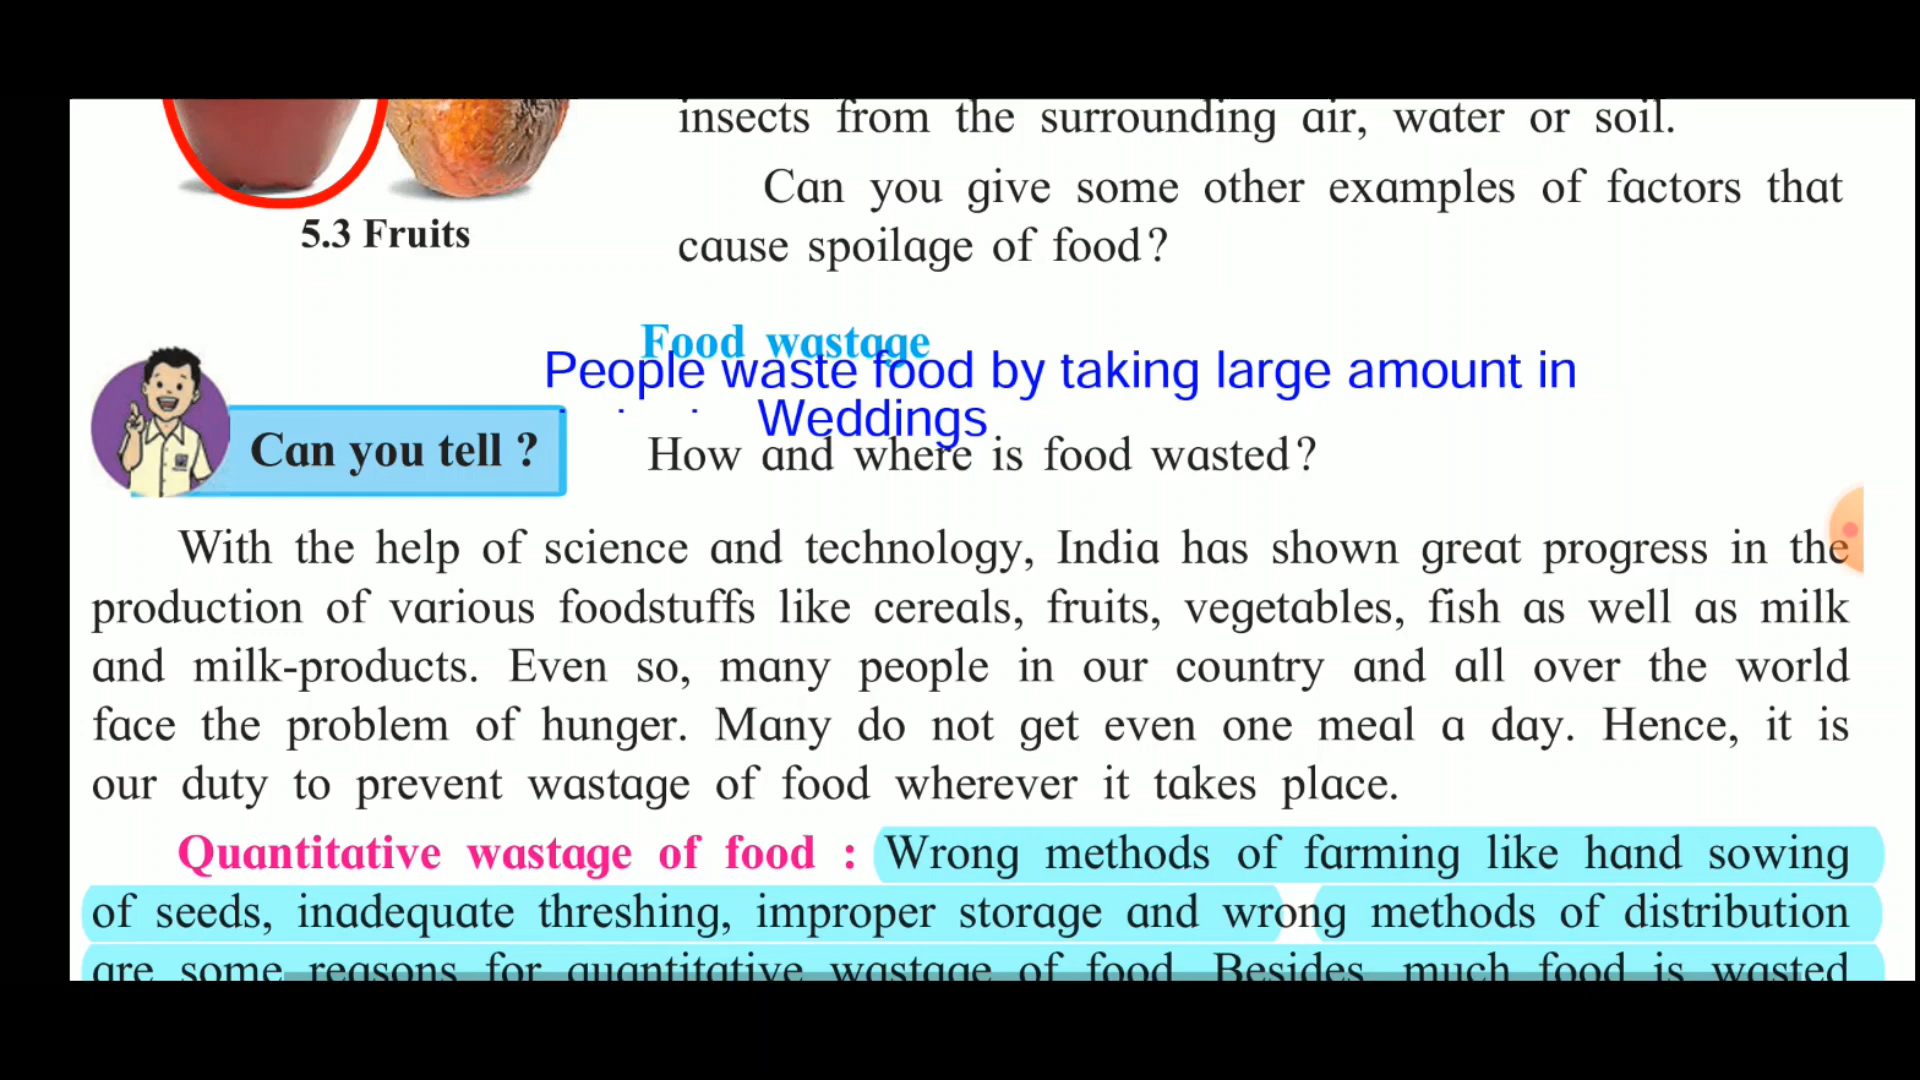 insects from the surrounding air, water or soil.
Can you give some other examples of factors that
cause spoilage of food?
5.3 Fruits
Food wastage
People waste food by taking large amount in
Weddings
Can you tell ?
How and where is food wasted?
With the help of science and technology, India has shown great progress in the
production of various foodstuffs like cereals, fruits, vegetables, fish as well as milk
and milk-products. Even so, many people in our country and all over the world
face the problem of hunger. Many do not get even one meal a day. Hence, it is
our duty to prevent wastage of food wherever it takes place.
Quantitative wastage of food : Wrong methods of farming like hand sowing
of seeds, inadequate threshing, improper storage and wrong methods of distribution
are some reasons for quantitative wastage of food. Besides, much food is wasted